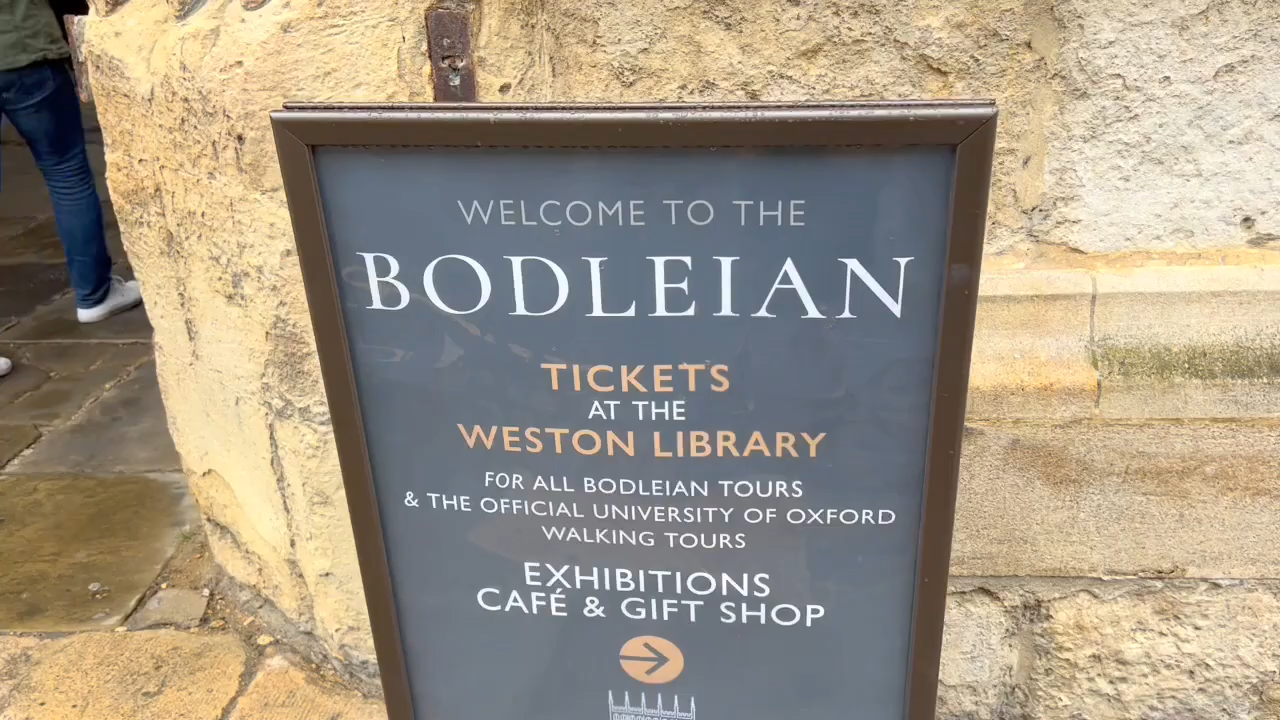 WELCOME TO THE
BODLEIAN
TICKETS
AT THE
WESTON LIBRARY
FOR ALL BODLEIAN TOURS
& THE OFFICIAL UNIVERSITY OF OXFORD
WALKING TOURS
EXHIBITIONS
CAFÉ & GIFT SHOP